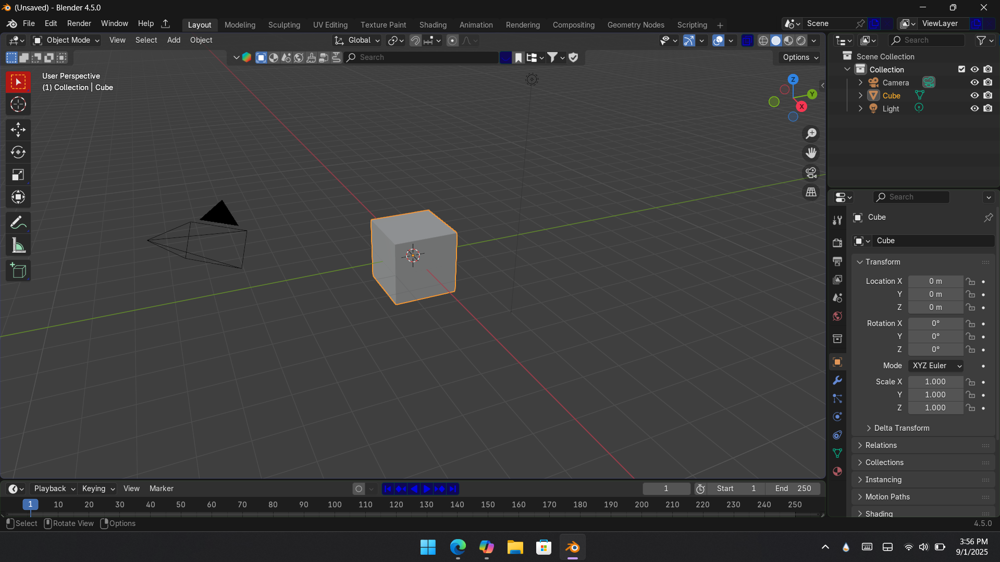 (Unsaved) - Blender 4.5.0
File Edit Render Window Help Layout Modeling Sculpting UV Editing Texture Paint Shading Animation Rendering Compositing Geometry Nodes Scripting + Scene ViewLayer
Object Mode View Select Add Object Global Search
Search Options
Scene Collection
Collection
Camera
Cube
Light
User Perspective
(1) Collection | Cube
Z
Y
X
Search
Cube
Cube
Transform
Location X 0 m
Y 0 m
Z 0 m
Rotation X 0°
Y 0°
Z 0°
Mode XYZ Euler
Scale X 1.000
Y 1.000
Z 1.000
Delta Transform
Relations
Collections
Instancing
Motion Paths
Shading
Playback Keying View Marker 1 Start 1 End 250
1 10 20 30 40 50 60 70 80 90 100 110 120 130 140 150 160 170 180 190 200 210 220 230 240 250
Select Rotate View Options 4.5.0
3:56 PM
9/1/2025